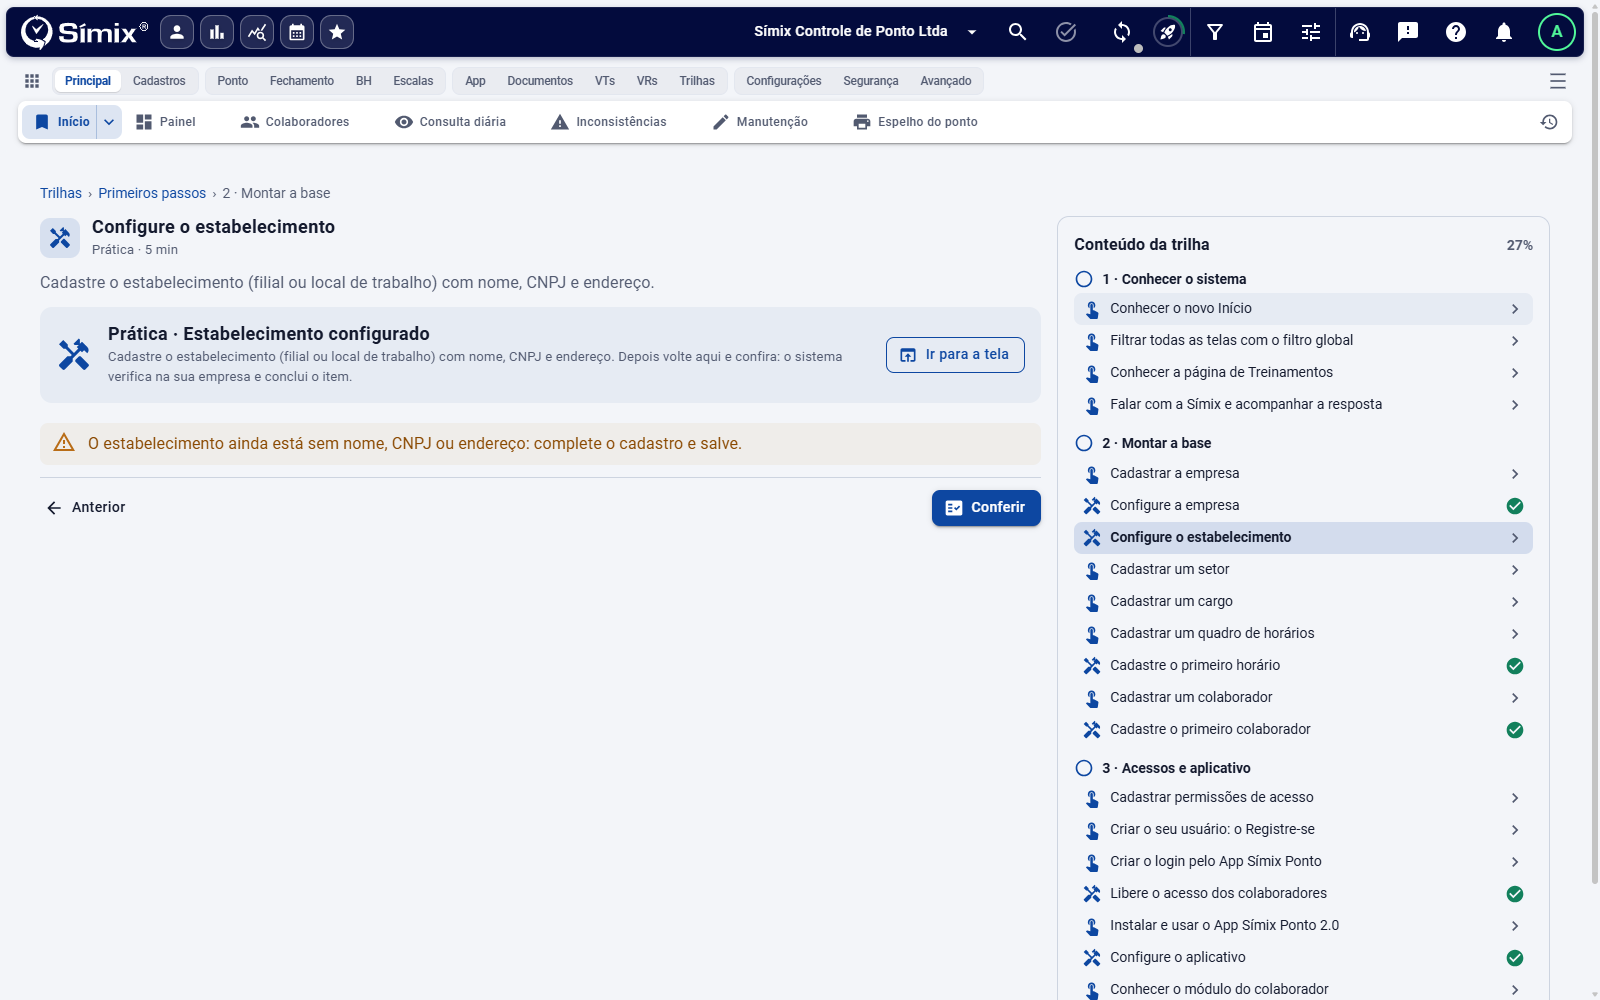 Símix®
Símix Controle de Ponto Ltda
A
Principal
Cadastros
Ponto
Fechamento
BH
Escalas
App
Documentos
VTs
VRs
Trilhas
Configurações
Segurança
Avançado
Início
Painel
Colaboradores
Consulta diária
Inconsistências
Manutenção
Espelho do ponto
Trilhas › Primeiros passos › 2 · Montar a base
Configure o estabelecimento
Prática · 5 min
Cadastre o estabelecimento (filial ou local de trabalho) com nome, CNPJ e endereço.
Prática · Estabelecimento configurado
Cadastre o estabelecimento (filial ou local de trabalho) com nome, CNPJ e endereço. Depois volte aqui e confira: o sistema
verifica na sua empresa e conclui o item.
Ir para a tela
O estabelecimento ainda está sem nome, CNPJ ou endereço: complete o cadastro e salve.
Anterior
Conferir
Conteúdo da trilha
27%
1 · Conhecer o sistema
Conhecer o novo Início
Filtrar todas as telas com o filtro global
Conhecer a página de Treinamentos
Falar com a Símix e acompanhar a resposta
2 · Montar a base
Cadastrar a empresa
Configure a empresa
Configure o estabelecimento
Cadastrar um setor
Cadastrar um cargo
Cadastrar um quadro de horários
Cadastre o primeiro horário
Cadastrar um colaborador
Cadastre o primeiro colaborador
3 · Acessos e aplicativo
Cadastrar permissões de acesso
Criar o seu usuário: o Registre-se
Criar o login pelo App Símix Ponto
Libere o acesso dos colaboradores
Instalar e usar o App Símix Ponto 2.0
Configure o aplicativo
Conhecer o módulo do colaborador